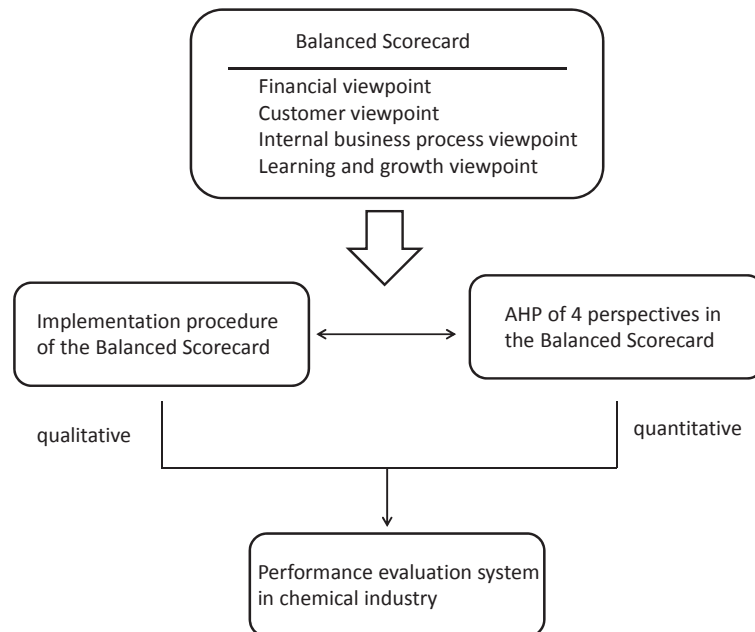 Balanced Scorecard
Financial viewpoint
Customer viewpoint
Internal business process viewpoint
Learning and growth viewpoint
Implementation procedure
of the Balanced Scorecard
AHP of 4 perspectives in
the Balanced Scorecard
qualitative
quantitative
Performance evaluation system
in chemical industry